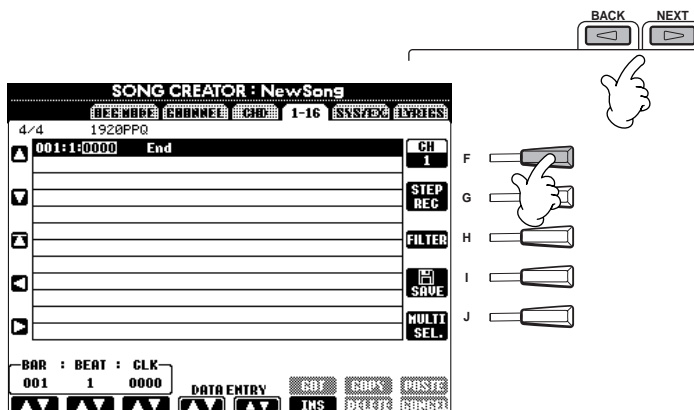 BACK NEXT
SONG CREATOR : NewSong
REC MODE CHANNEL CHD 1-16 SYS/EX. LYRICS
4/4 1920PPQ
001:1:0000 End
CH
1
F
STEP
REC
G
FILTER
H
SAVE
I
MULTI
SEL.
J
BAR : BEAT : CLK
001 1 0000
DATA ENTRY
CUT COPY PASTE
INS DELETE CANCEL